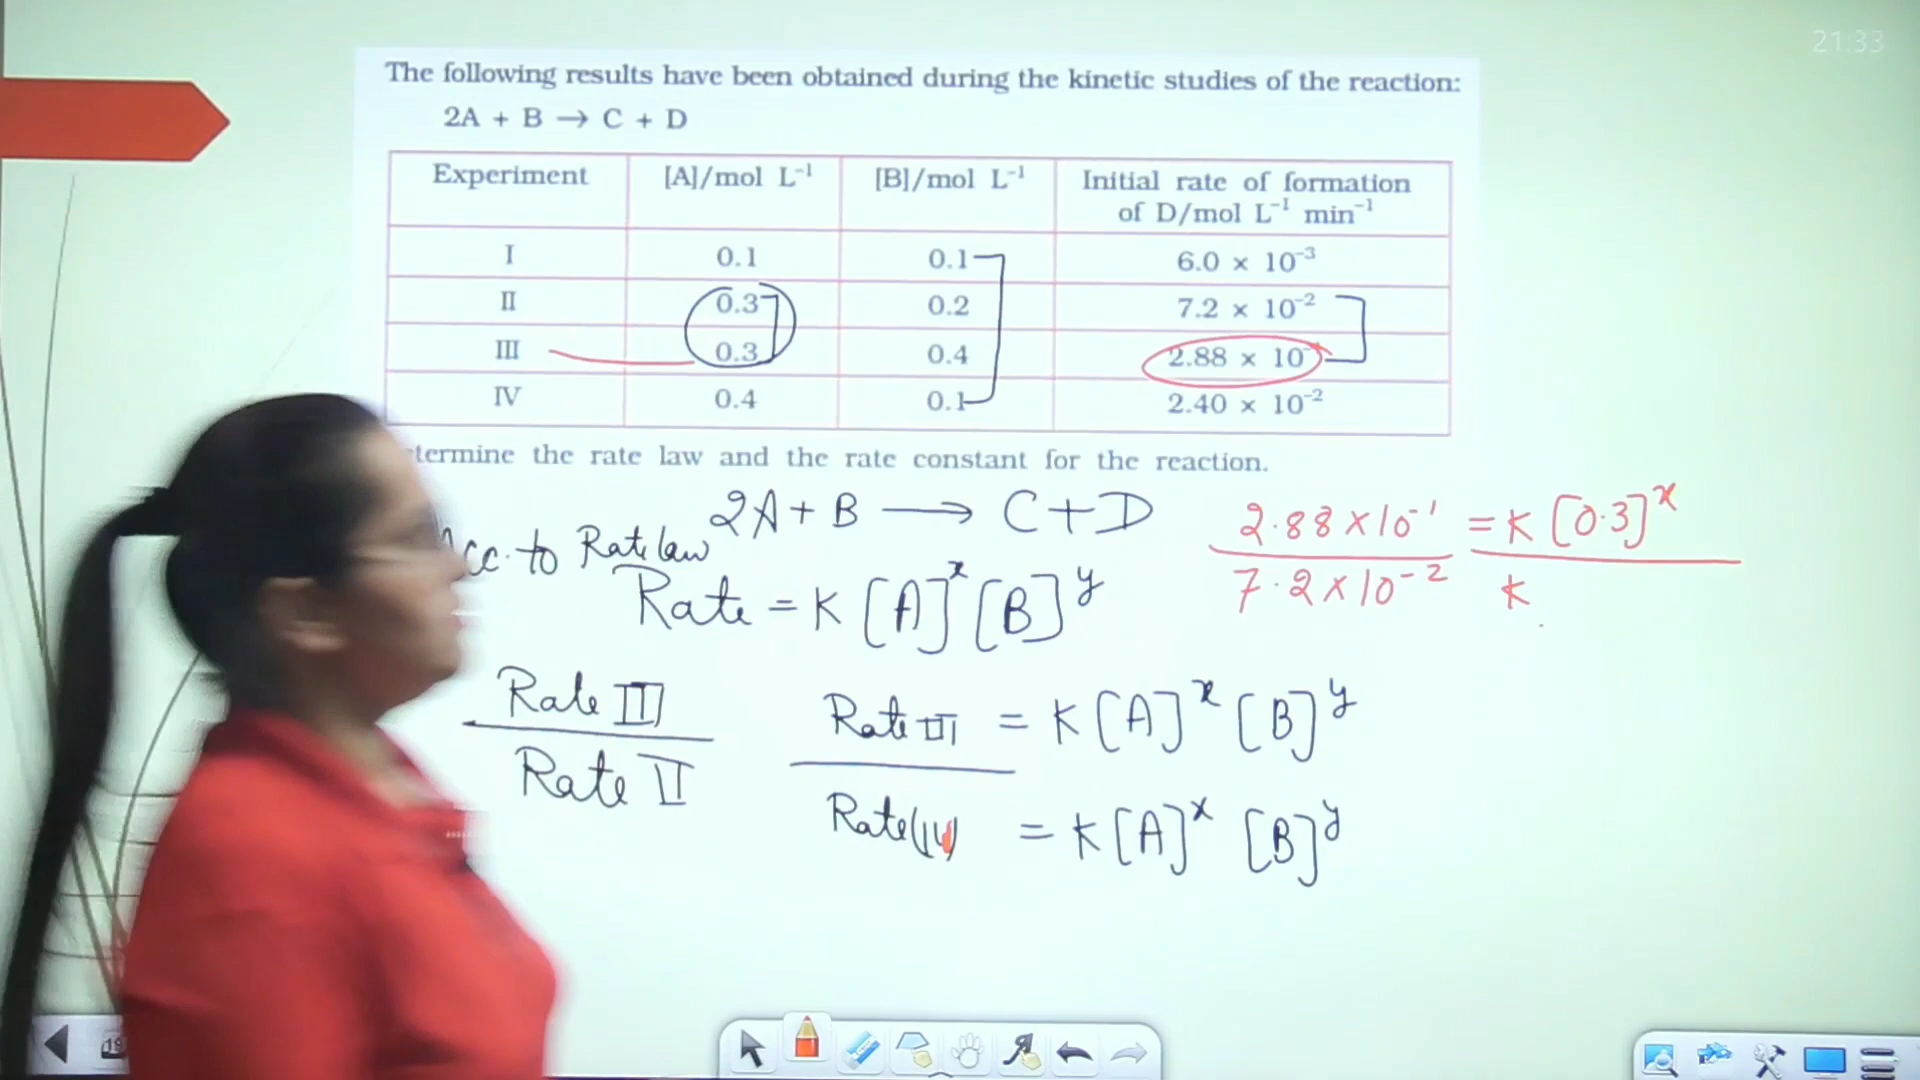 21:33
The following results have been obtained during the kinetic studies of the reaction:
2A + B → C + D
Experiment [A]/mol L⁻¹ [B]/mol L⁻¹ Initial rate of formation of D/mol L⁻¹ min⁻¹
I 0.1 0.1 6.0 × 10⁻³
II 0.3 0.2 7.2 × 10⁻²
III 0.3 0.4 2.88 × 10
IV 0.4 0.1 2.40 × 10⁻²
termine the rate law and the rate constant for the reaction.
2A + B → C + D
cc. to Rate law
Rate = K [A]ˣ [B]ʸ
2.88 × 10⁻¹ = K [0.3]ˣ
7.2 × 10⁻² K
Rate III
Rate II
Rate III = K [A]ˣ [B]ʸ
Rate = K [A]ˣ [B]ʸ
19